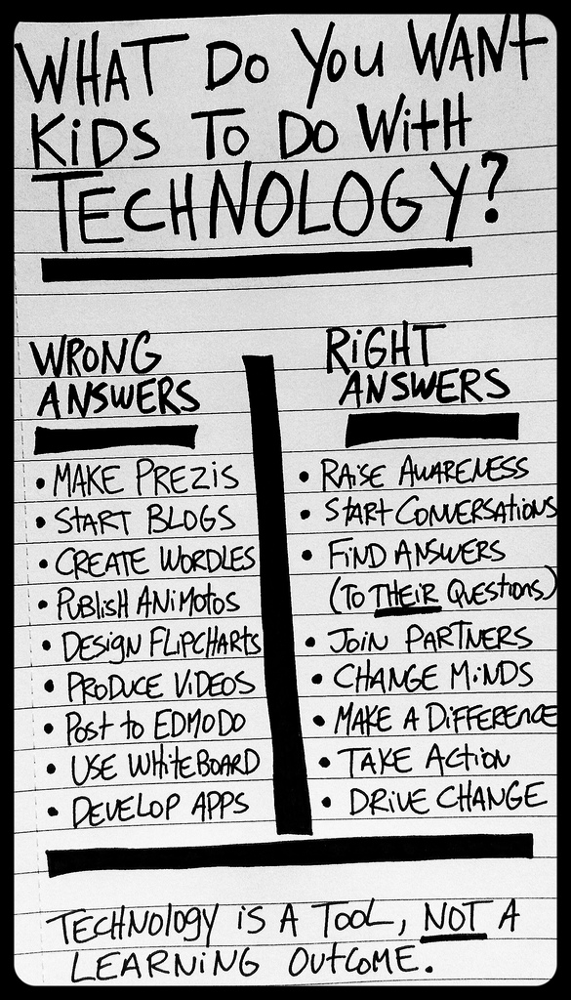 WHAT DO YOU WANT
KIDS TO DO WITH
TECHNOLOGY?
WRONG
ANSWERS
• MAKE PREZIS
• START BLOGS
• CREATE WORDLES
• PUBLISH ANIMOTOS
• DESIGN FLIPCHARTS
• PRODUCE VIDEOS
• POST TO EDMODO
• USE WHITEBOARD
• DEVELOP APPS
RIGHT
ANSWERS
• RAISE AWARENESS
• START CONVERSATIONS
• FIND ANSWERS
(TO THEIR QUESTIONS)
• JOIN PARTNERS
• CHANGE MINDS
• MAKE A DIFFERENCE
• TAKE ACTION
• DRIVE CHANGE
TECHNOLOGY IS A TOOL, NOT A
LEARNING OUTCOME.